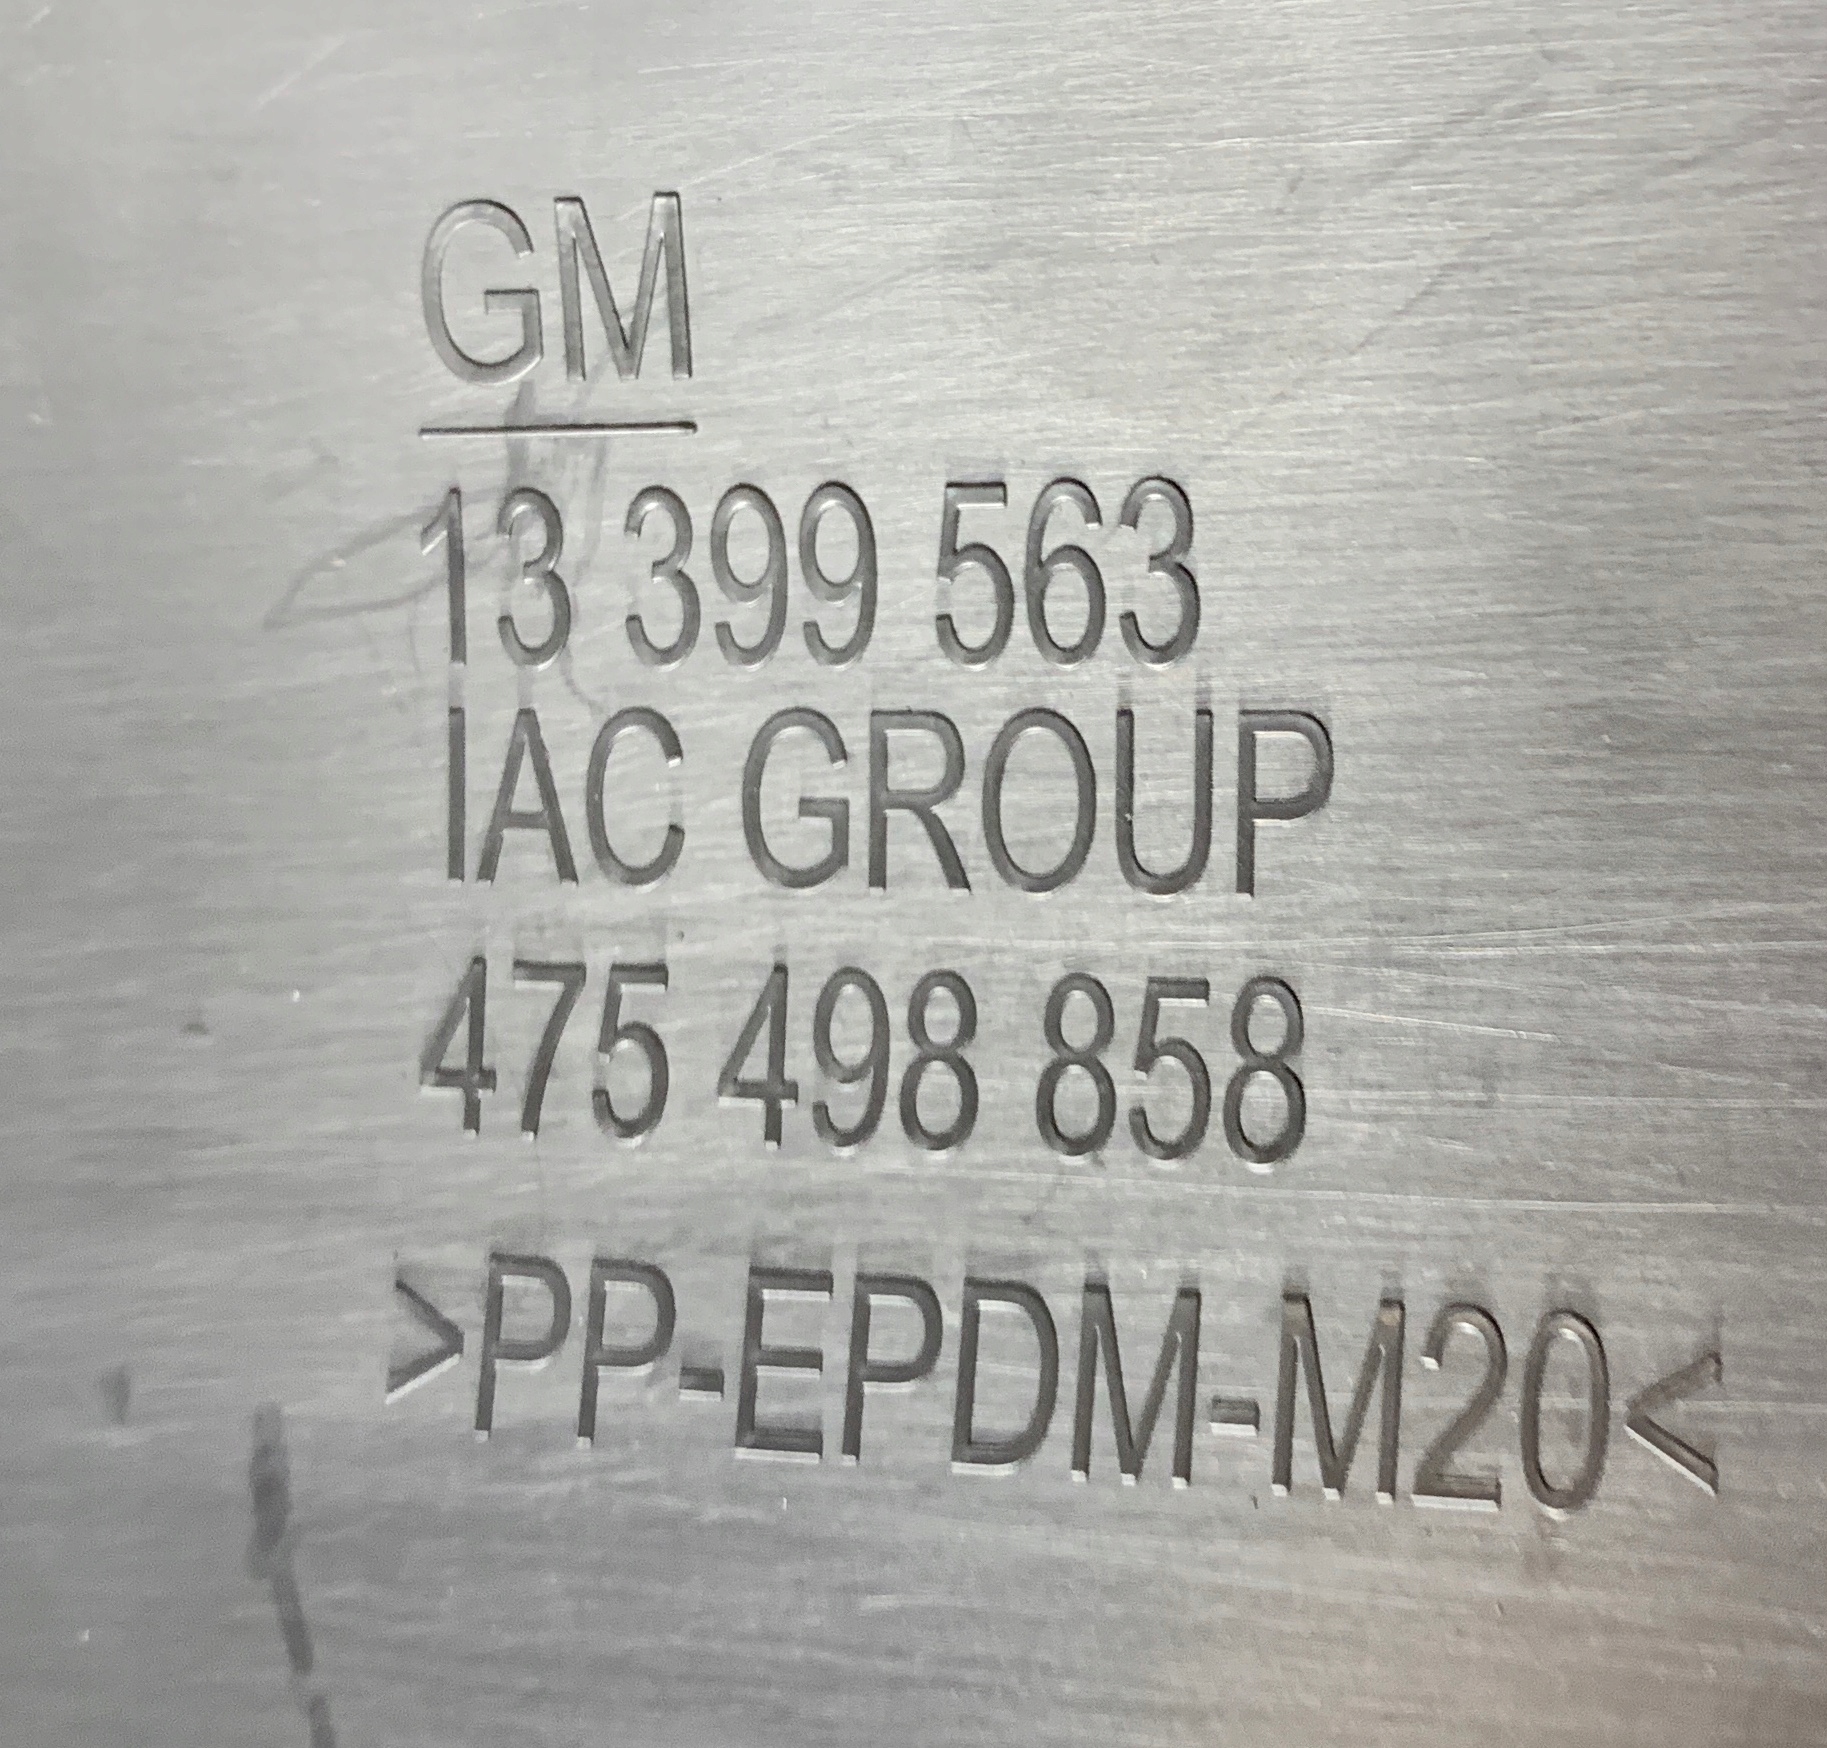 GM
13 399 563
IAC GROUP
475 498 858
>PP-EPDM-M20<